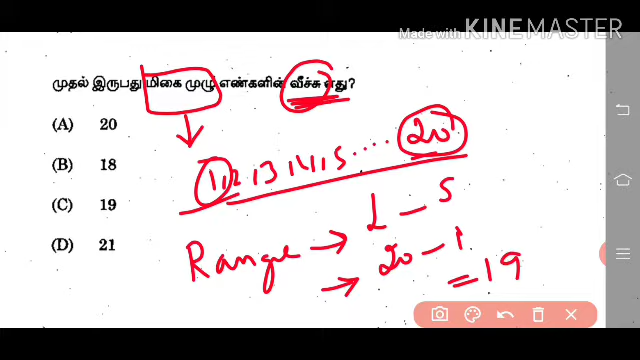 Made with KINEMASTER
முதல் இருபது மிகை முழு எண்களின் வீச்சு எது?
(A) 20
(B) 18
(C) 19
(D) 21
1, 2, 3, 4, 5 .... 20
Range → L - S
→ 20 - 1
= 19